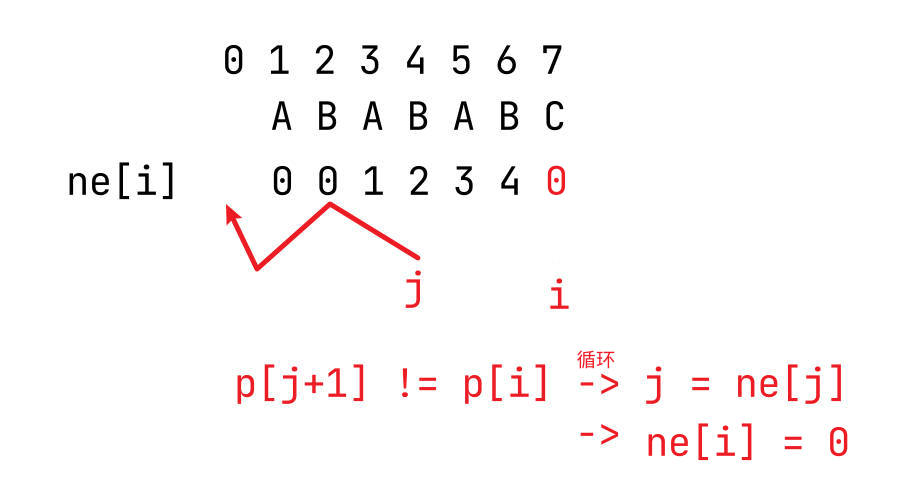 0 1 2 3 4 5 6 7
A B A B A B C
ne[i] 0 0 1 2 3 4 0
j i
循环
p[j+1] != p[i] -> j = ne[j]
-> ne[i] = 0